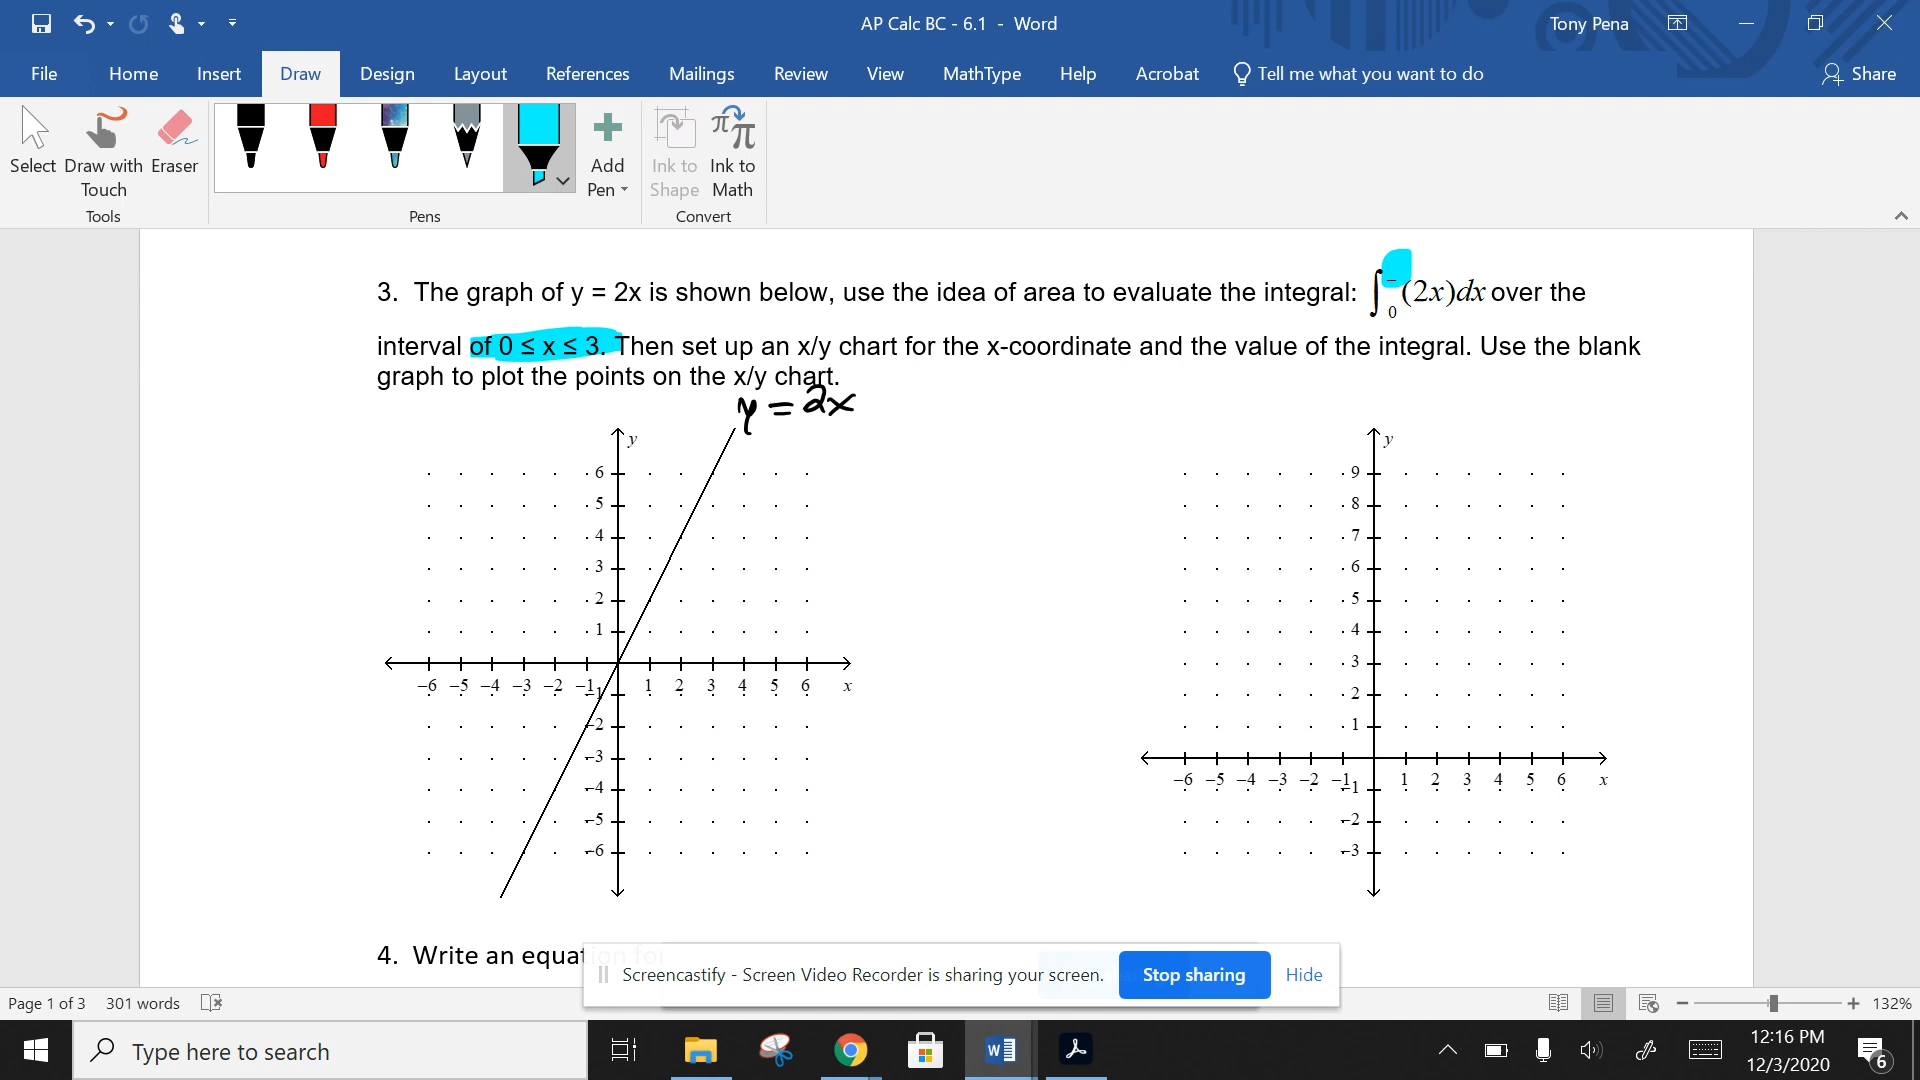 AP Calc BC - 6.1 - Word
Tony Pena
File Home Insert Draw Design Layout References Mailings Review View MathType Help Acrobat Tell me what you want to do Share
Select Draw with Touch Eraser
Add Pen
Ink to Shape Ink to Math
Tools Pens Convert
3. The graph of y = 2x is shown below, use the idea of area to evaluate the integral: ∫₀ (2x)dx over the
interval of 0 ≤ x ≤ 3. Then set up an x/y chart for the x-coordinate and the value of the integral. Use the blank
graph to plot the points on the x/y chart.
y = 2x
y
6
5
4
3
2
1
−6 −5 −4 −3 −2 −1 1 2 3 4 5 6 x
−1
−2
−3
−4
−5
−6
y
9
8
7
6
5
4
3
2
1
−6 −5 −4 −3 −2 −1 1 2 3 4 5 6 x
−1
−2
−3
4. Write an equation for
Screencastify - Screen Video Recorder is sharing your screen. Stop sharing Hide
Page 1 of 3 301 words 132%
Type here to search
12:16 PM
12/3/2020
6